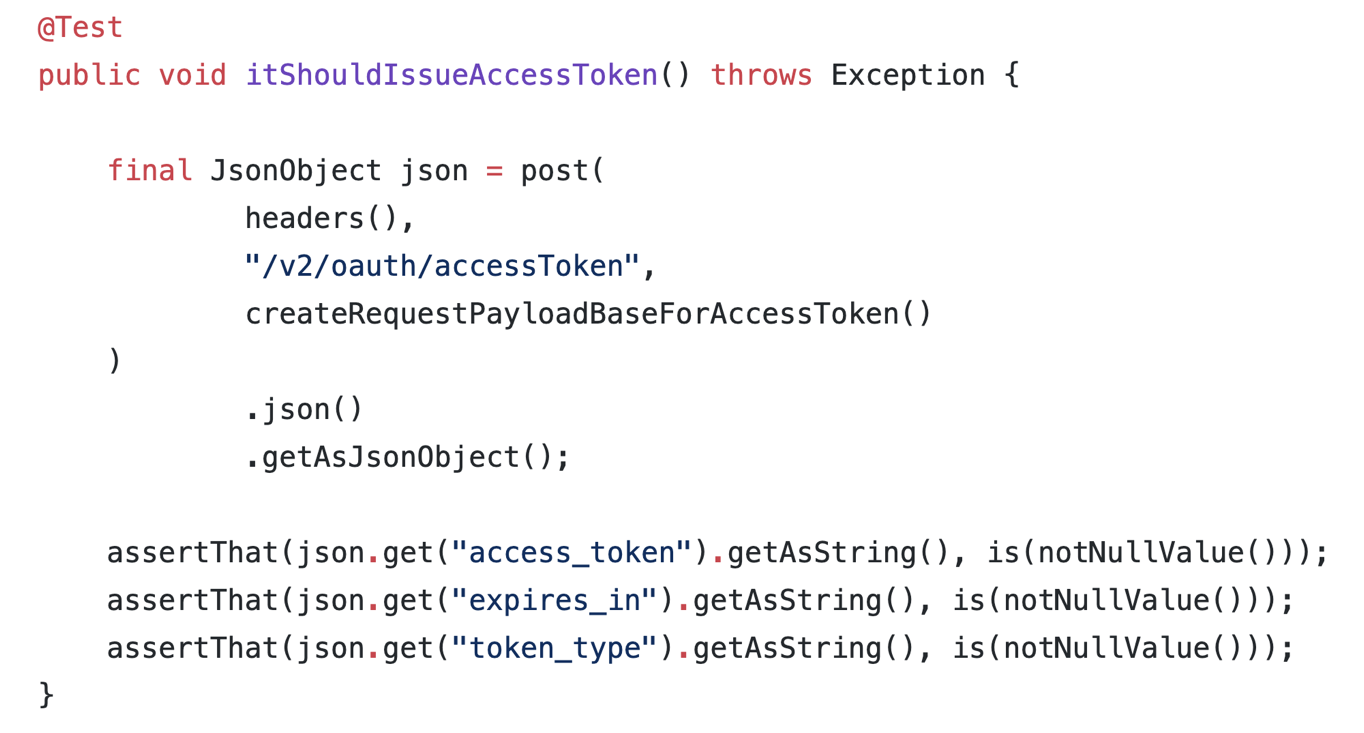 @Test
public void itShouldIssueAccessToken() throws Exception {
final JsonObject json = post(
headers(),
"/v2/oauth/accessToken",
createRequestPayloadBaseForAccessToken()
)
.json()
.getAsJsonObject();
assertThat(json.get("access_token").getAsString(), is(notNullValue()));
assertThat(json.get("expires_in").getAsString(), is(notNullValue()));
assertThat(json.get("token_type").getAsString(), is(notNullValue()));
}